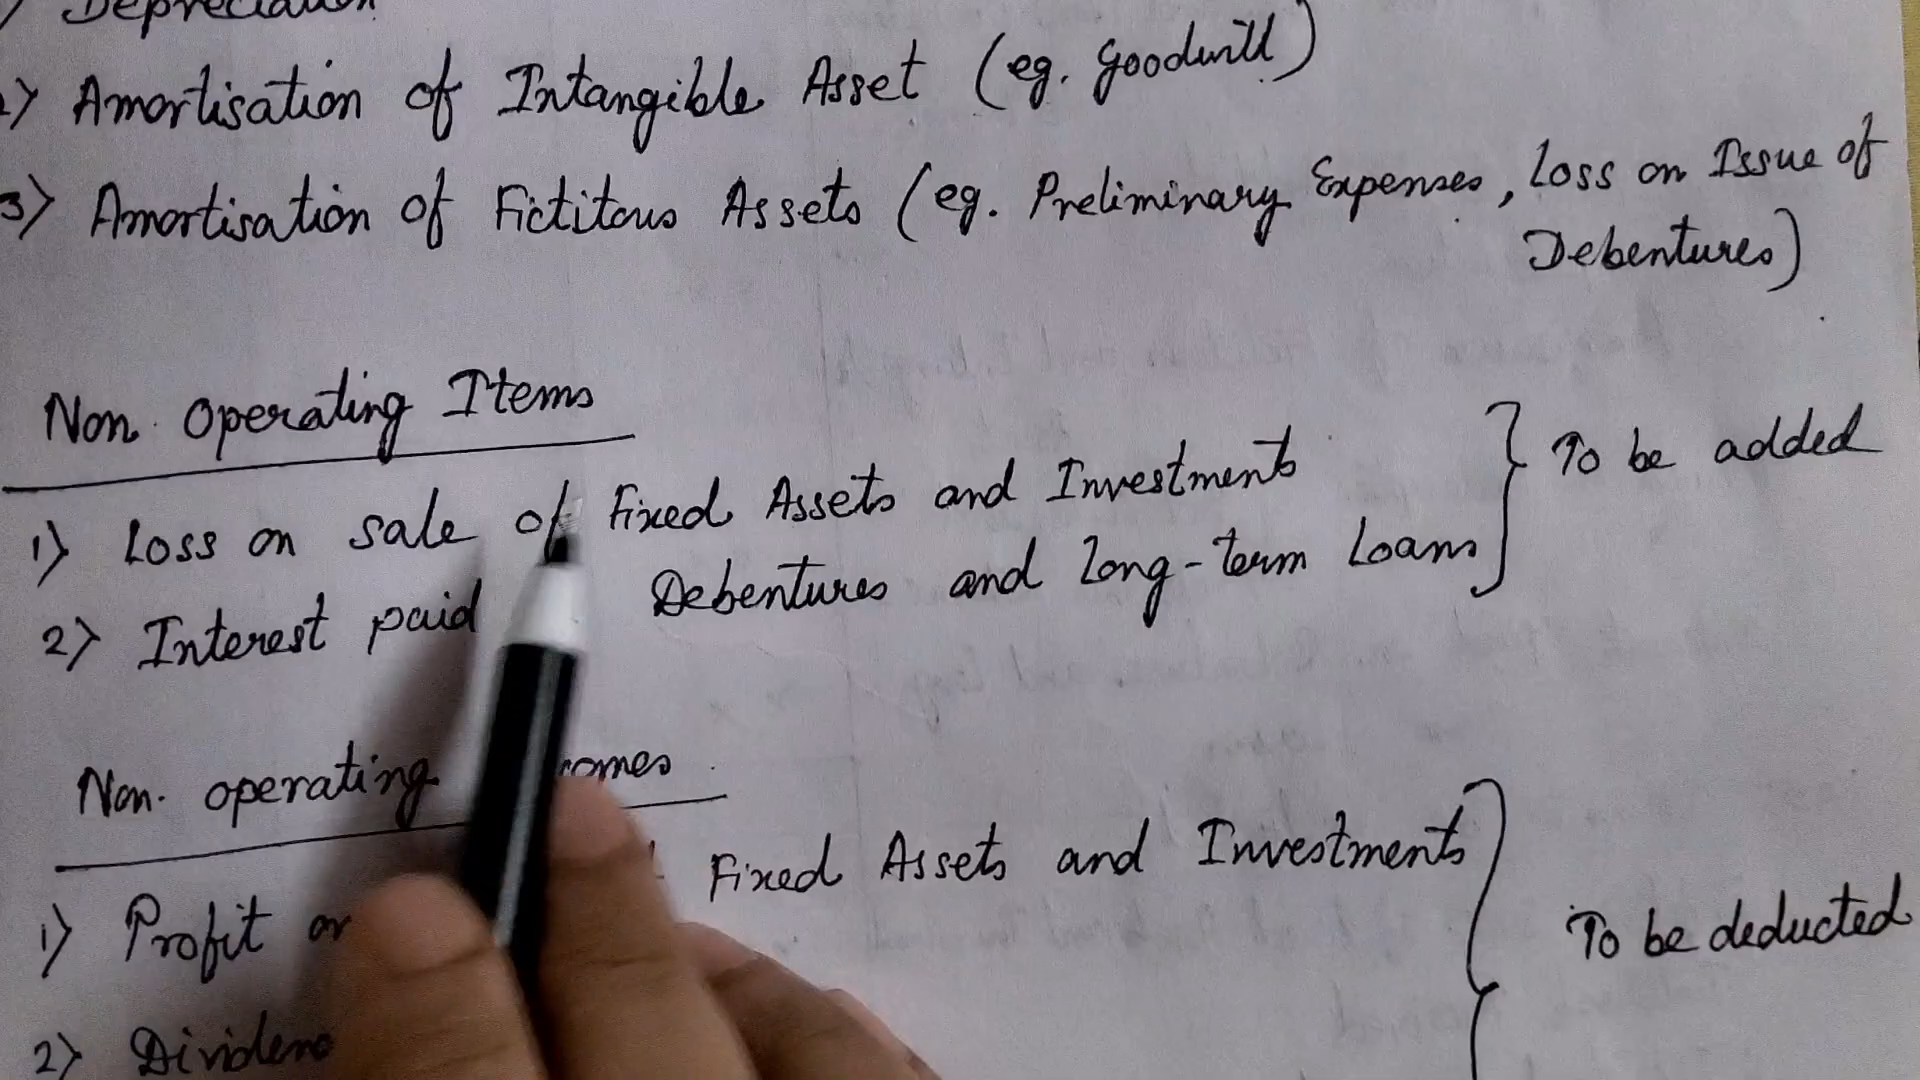 Depreciation
2) Amortisation of Intangible Asset (eg. Goodwill)
3) Amortisation of Fictitous Assets (eg. Preliminary Expenses, Loss on Issue of
Debentures)
Non Operating Items
1) Loss on sale of Fixed Assets and Investments } To be added
2) Interest paid Debentures and Long-term Loans
Non. operating
1) Profit Fixed Assets and Investments
To be deducted
2)